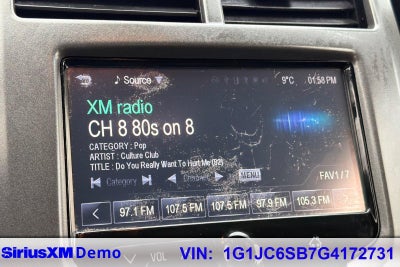 Source 9°C 01:58 PM
XM radio
CH 8 80s on 8
CATEGORY : Pop
ARTIST : Culture Club
TITLE : Do You Really Want To Hurt Me (82)
Category Channel MENU FAV1 / 7
97.1 FM 107.5 FM 107.5 FM 97.9 FM 105.3 FM
VOL
SiriusXM Demo VIN: 1G1JC6SB7G4172731